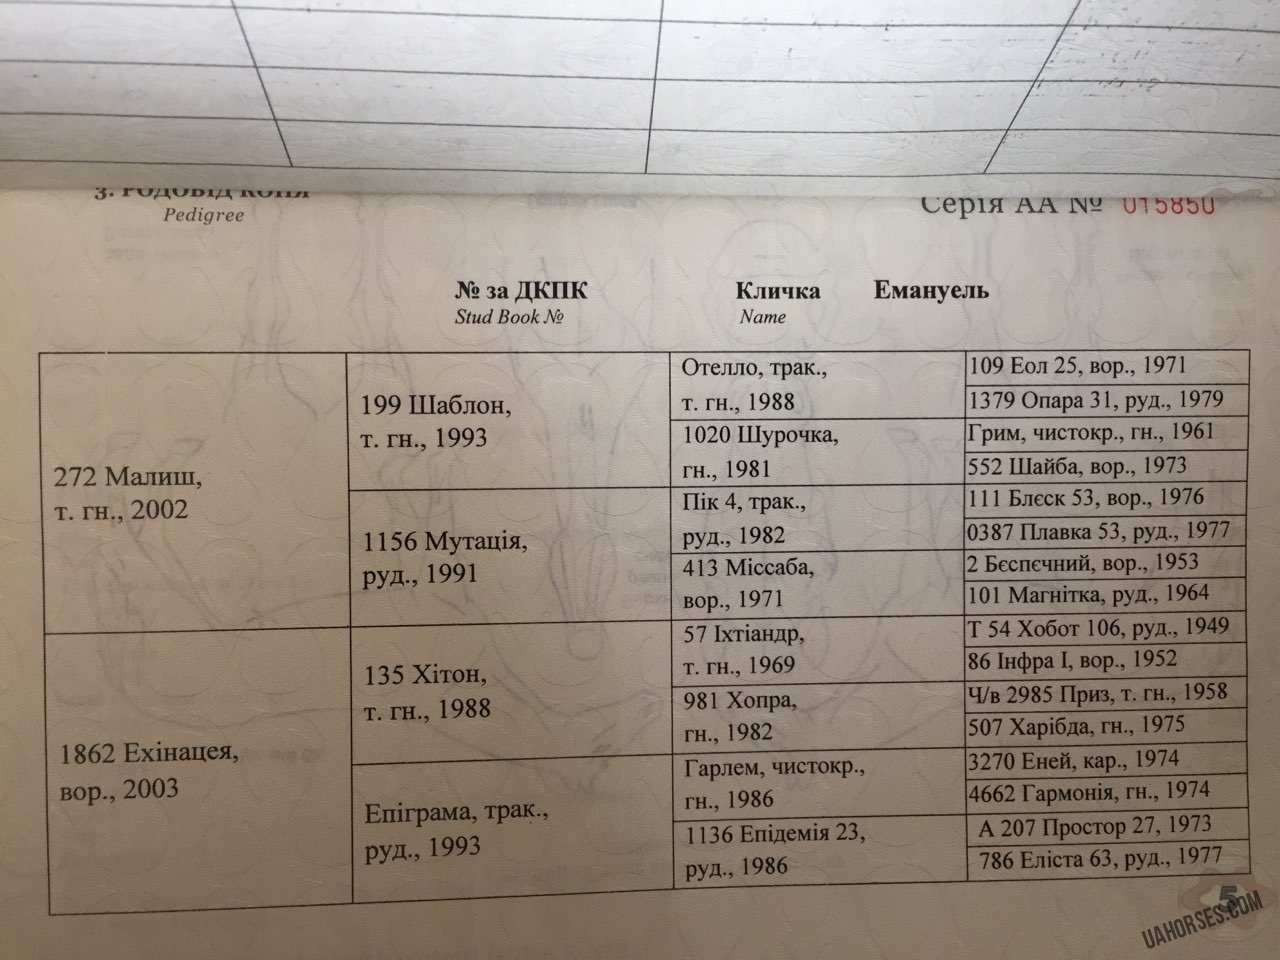 3. РОДОВІД КОНЯ
Pedigree
Серія АА № 015850
№ за ДКПК
Stud Book №
Кличка Емануель
Name
272 Малиш,
т. гн., 2002
199 Шаблон,
т. гн., 1993
Отелло, трак.,
т. гн., 1988
109 Еол 25, вор., 1971
1379 Опара 31, руд., 1979
1020 Шурочка,
гн., 1981
Грим, чистокр., гн., 1961
552 Шайба, вор., 1973
1156 Мутація,
руд., 1991
Пік 4, трак.,
руд., 1982
111 Блєск 53, вор., 1976
0387 Плавка 53, руд., 1977
413 Міссаба,
вор., 1971
2 Бєспєчний, вор., 1953
101 Магнітка, руд., 1964
1862 Ехінацея,
вор., 2003
135 Хітон,
т. гн., 1988
57 Іхтіандр,
т. гн., 1969
Т 54 Хобот 106, руд., 1949
86 Інфра І, вор., 1952
981 Хопра,
гн., 1982
Ч/в 2985 Приз, т. гн., 1958
507 Харібда, гн., 1975
Епіграма, трак.,
руд., 1993
Гарлем, чистокр.,
гн., 1986
3270 Еней, кар., 1974
4662 Гармонія, гн., 1974
1136 Епідемія 23,
руд., 1986
А 207 Простор 27, 1973
786 Еліста 63, руд., 1977
5
UAHORSES.COM